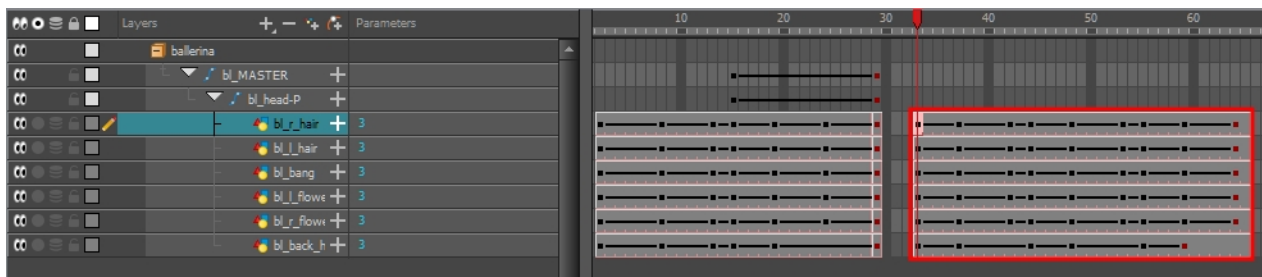 Layers Parameters 10 20 30 40 50 60
ballerina
bl_MASTER
bl_head-P
bl_r_hair 3
bl_l_hair 3
bl_bang 3
bl_l_flowe 3
bl_r_flowe 3
bl_back_h 3